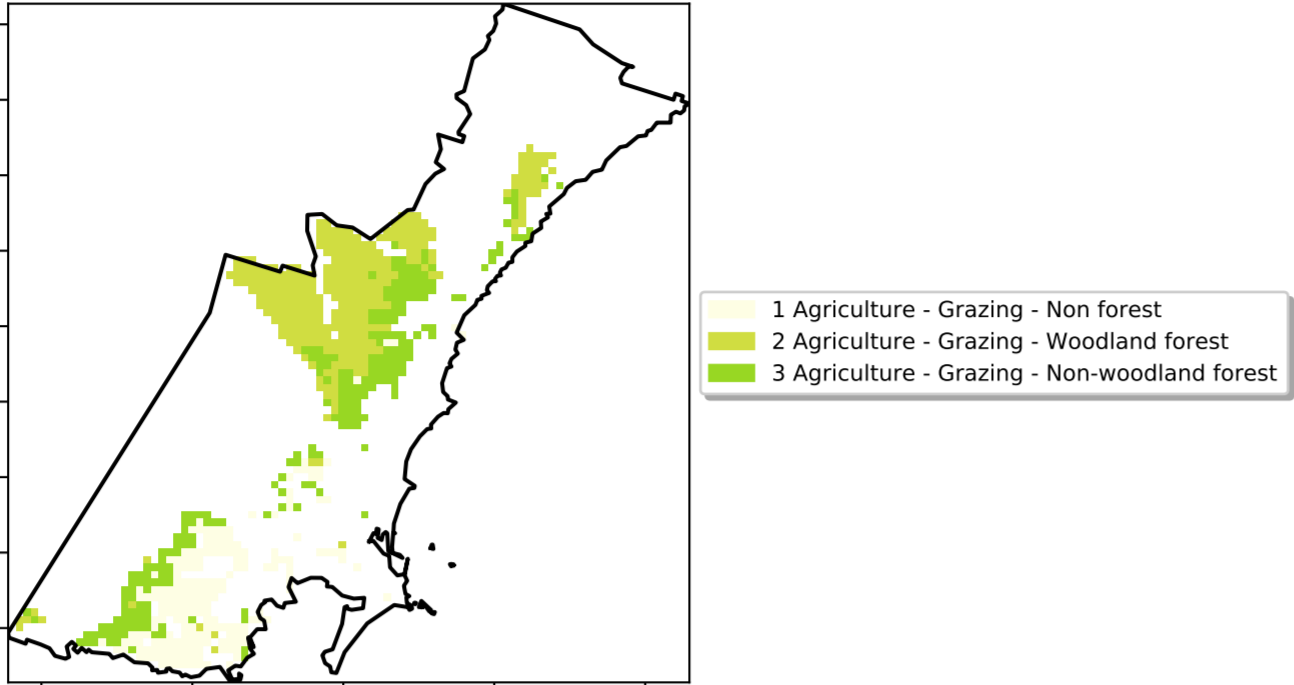 1 Agriculture - Grazing - Non forest
2 Agriculture - Grazing - Woodland forest
3 Agriculture - Grazing - Non-woodland forest